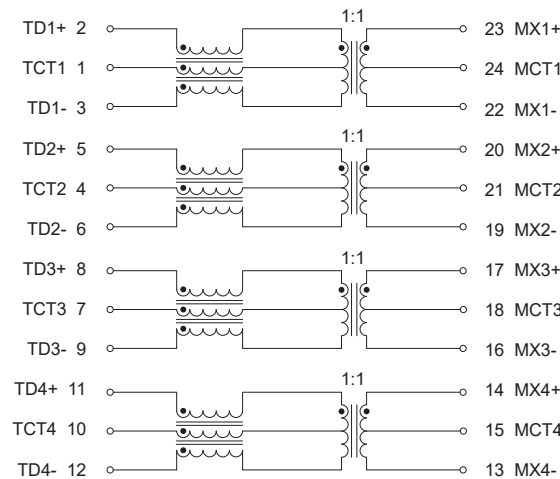 1:1
TD1+ 2 23 MX1+
TCT1 1 24 MCT1
TD1- 3 22 MX1-
1:1
TD2+ 5 20 MX2+
TCT2 4 21 MCT2
TD2- 6 19 MX2-
1:1
TD3+ 8 17 MX3+
TCT3 7 18 MCT3
TD3- 9 16 MX3-
1:1
TD4+ 11 14 MX4+
TCT4 10 15 MCT4
TD4- 12 13 MX4-